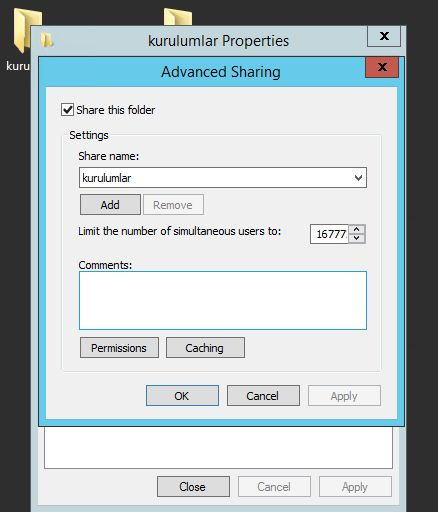 kurulumlar Properties
Advanced Sharing
Share this folder
Settings
Share name:
kurulumlar
Add
Remove
Limit the number of simultaneous users to:
16777
Comments:
Permissions
Caching
OK
Cancel
Apply
Close
Cancel
Apply